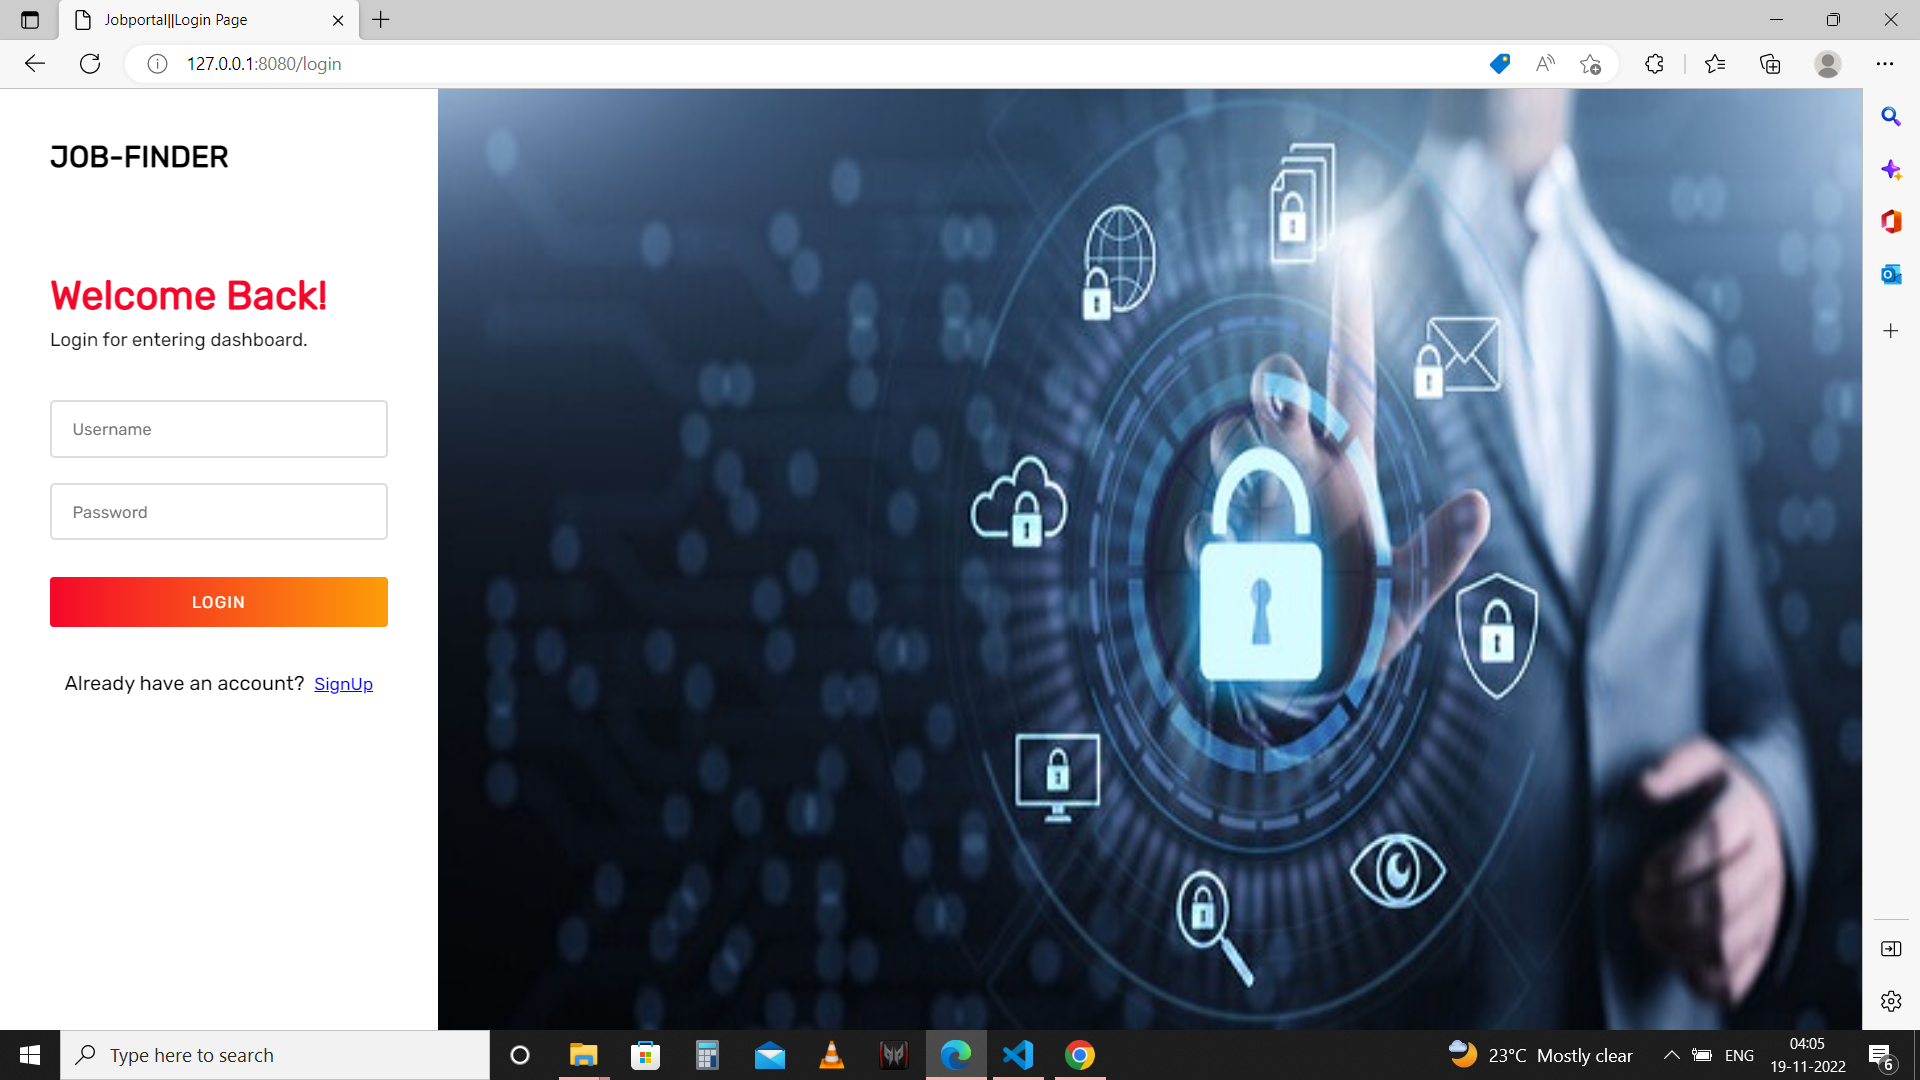 Jobportal||Login Page
127.0.0.1:8080/login
JOB-FINDER
Welcome Back!
Login for entering dashboard.
Username
Password
LOGIN
Already have an account? SignUp
Type here to search
23°C Mostly clear
ENG
04:05
19-11-2022
6